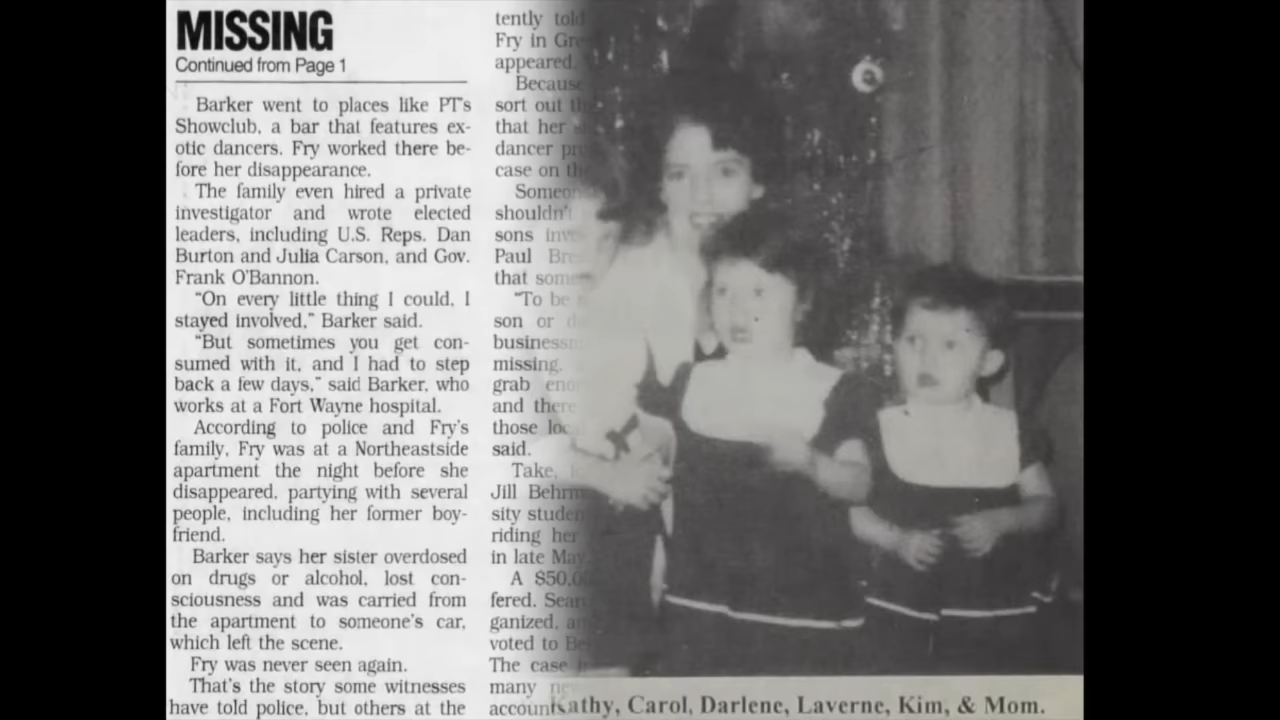 MISSING
Continued from Page 1
Barker went to places like PT's
Showclub, a bar that features ex-
otic dancers. Fry worked there be-
fore her disappearance.
The family even hired a private
investigator and wrote elected
leaders, including U.S. Reps. Dan
Burton and Julia Carson, and Gov.
Frank O'Bannon.
"On every little thing I could, I
stayed involved," Barker said.
"But sometimes you get con-
sumed with it, and I had to step
back a few days," said Barker, who
works at a Fort Wayne hospital.
According to police and Fry's
family, Fry was at a Northeastside
apartment the night before she
disappeared, partying with several
people, including her former boy-
friend.
Barker says her sister overdosed
on drugs or alcohol, lost con-
sciousness and was carried from
the apartment to someone's car,
which left the scene.
Fry was never seen again.
That's the story some witnesses
have told police, but others at the
tently told
Fry in
appeared.
Because
sort out
that her
dancer
case on
shouldn't
sons
Paul
that
"To be
son or
missing.
grab
and there
those
said.
Take,
Jill
sity
riding her
in late May.
A
fered.
voted to
The case
many
Kathy, Carol, Darlene, Laverne, Kim, & Mom.